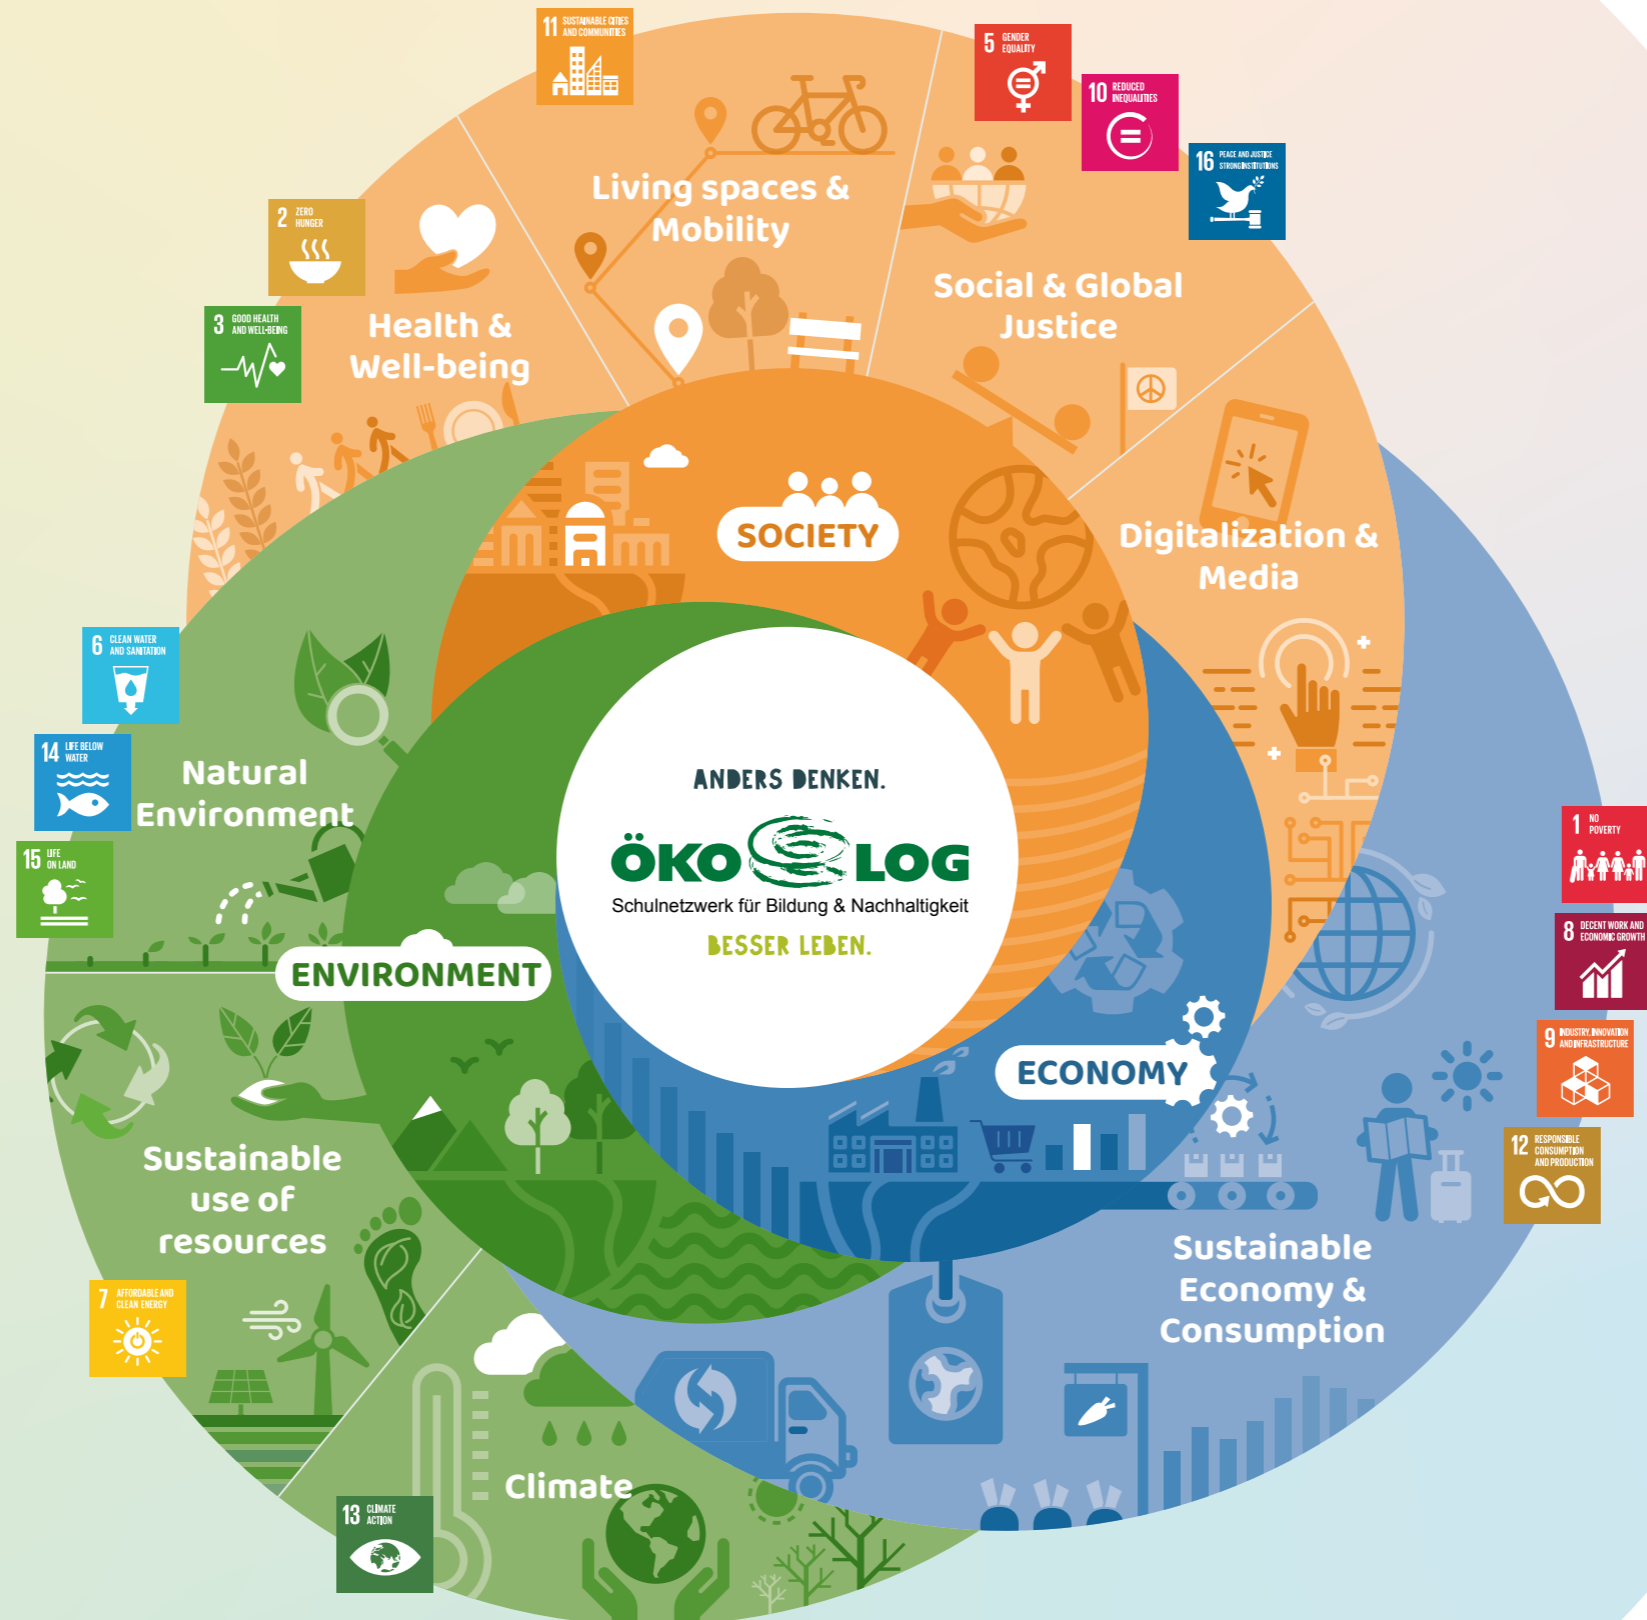 11 SUSTAINABLE CITIES
AND COMMUNITIES
5 GENDER
EQUALITY
10 REDUCED
INEQUALITIES
16 PEACE AND JUSTICE
STRONG INSTITUTIONS
2 ZERO
HUNGER
3 GOOD HEALTH
AND WELL-BEING
Living spaces &
Mobility
Social & Global
Justice
Health &
Well-being
SOCIETY
Digitalization &
Media
6 CLEAN WATER
AND SANITATION
14 LIFE BELOW
WATER
15 LIFE
ON LAND
Natural
Environment
ANDERS DENKEN.
ÖKOLOG
Schulnetzwerk für Bildung & Nachhaltigkeit
BESSER LEBEN.
ENVIRONMENT
ECONOMY
1 NO
POVERTY
8 DECENT WORK AND
ECONOMIC GROWTH
9 INDUSTRY, INNOVATION
AND INFRASTRUCTURE
12 RESPONSIBLE
CONSUMPTION
AND PRODUCTION
Sustainable
use of
resources
Sustainable
Economy &
Consumption
7 AFFORDABLE AND
CLEAN ENERGY
Climate
13 CLIMATE
ACTION